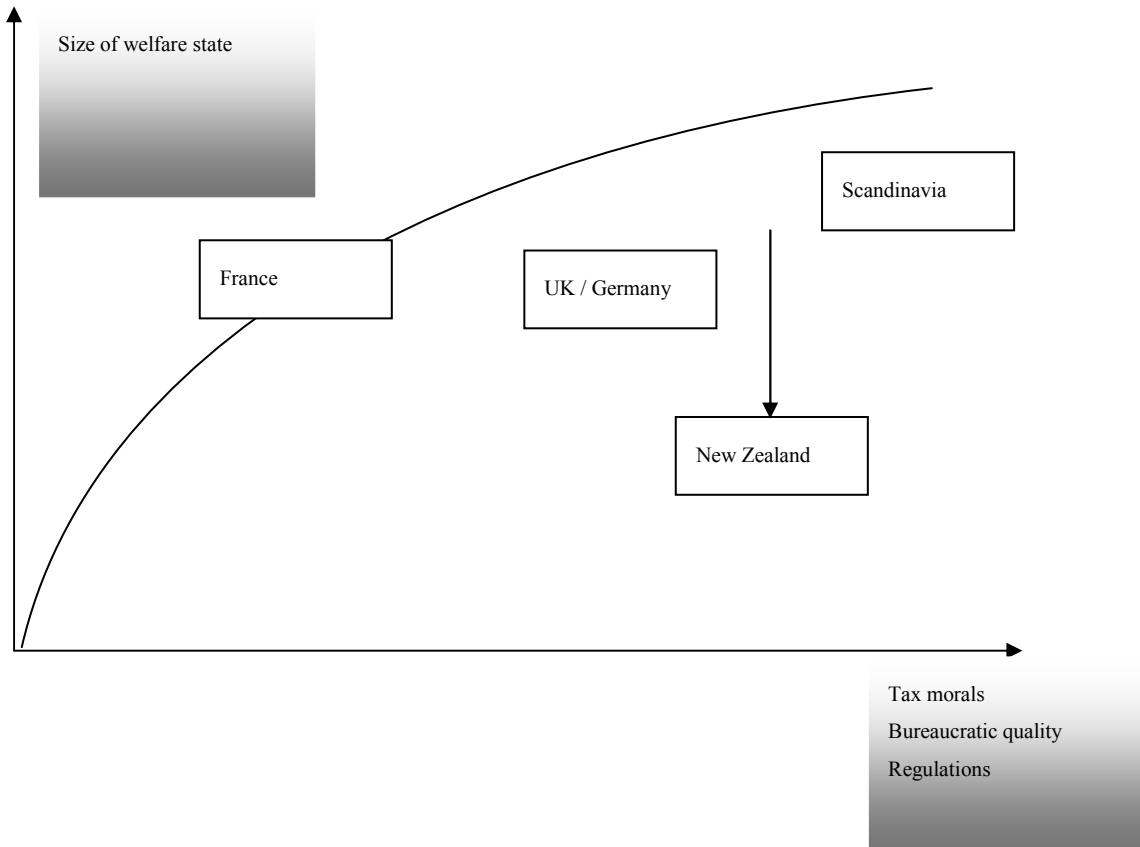 Size of welfare state
Scandinavia
France
UK / Germany
New Zealand
Tax morals
Bureaucratic quality
Regulations